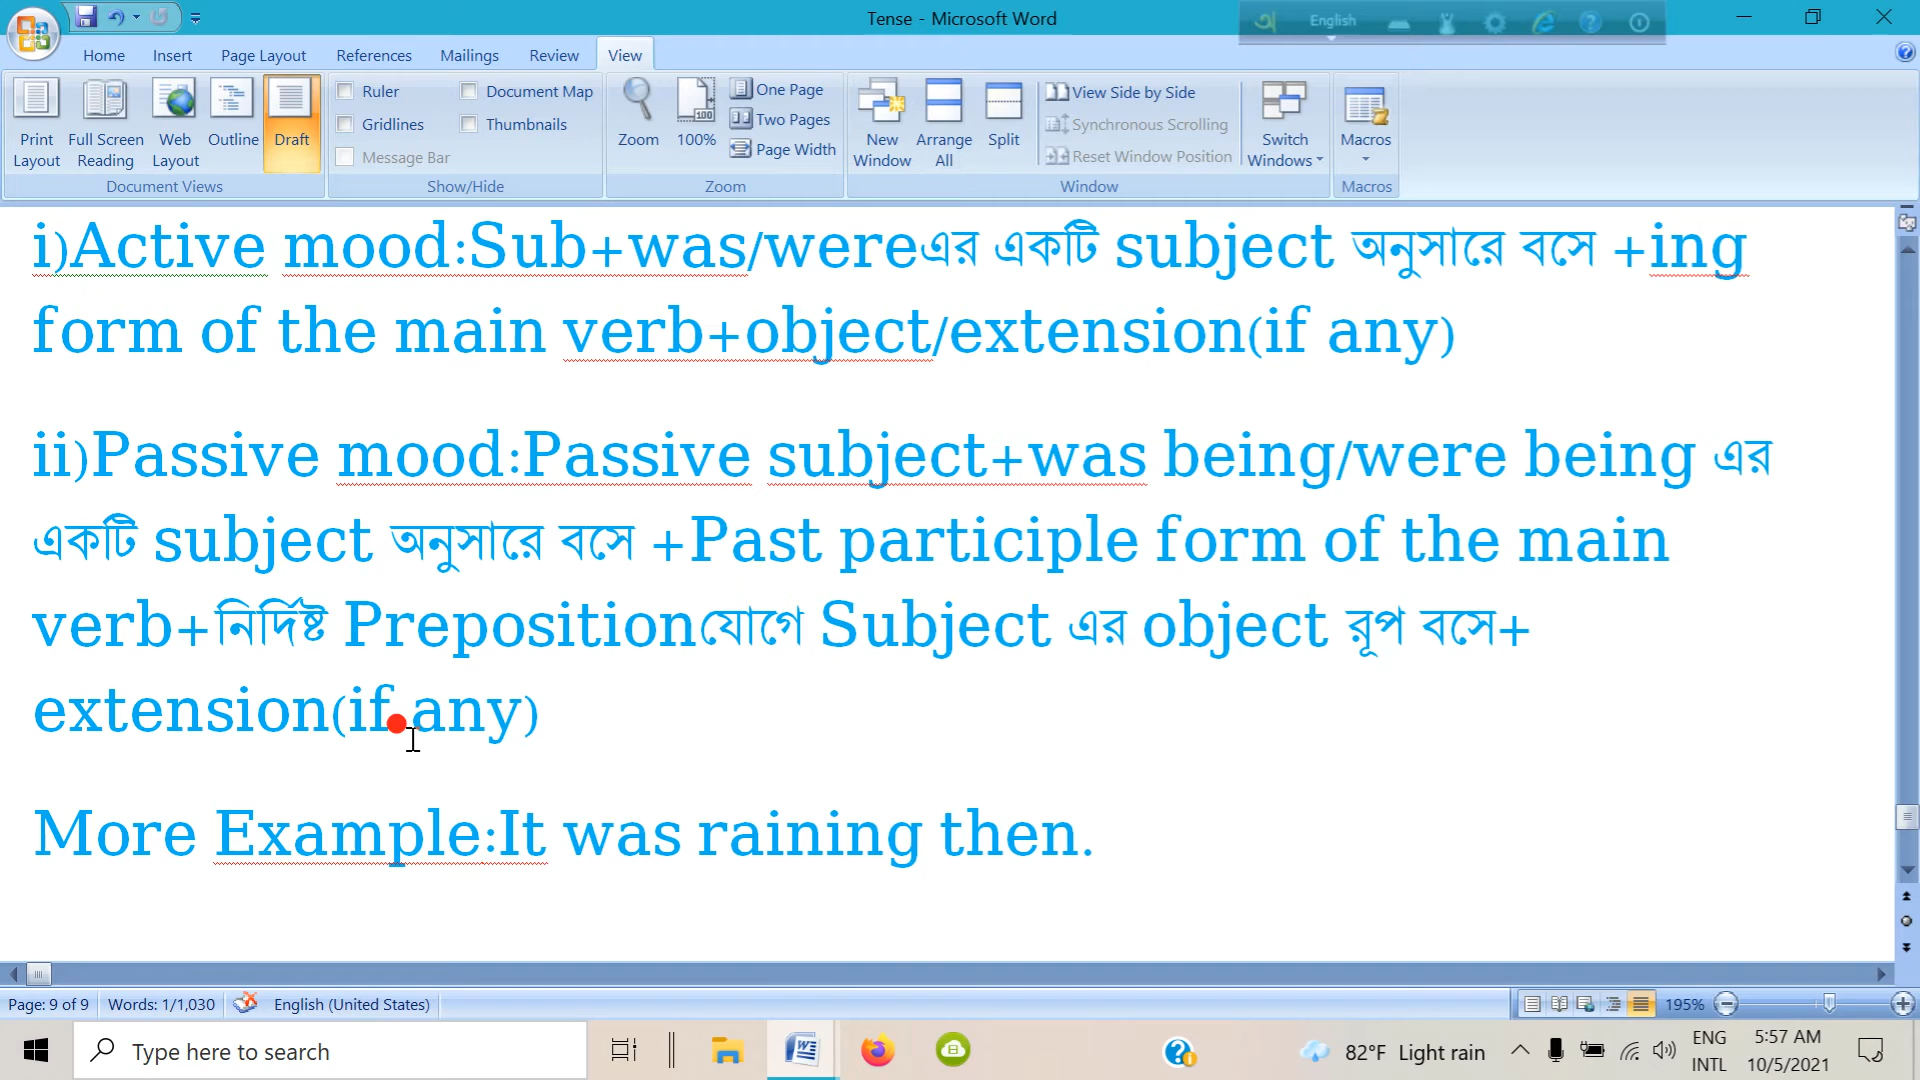 Tense - Microsoft Word
English
Home Insert Page Layout References Mailings Review View
Print Layout
Full Screen Reading
Web Layout
Outline
Draft
Document Views
Ruler
Gridlines
Message Bar
Document Map
Thumbnails
Show/Hide
Zoom
100%
One Page
Two Pages
Page Width
Zoom
New Window
Arrange All
Split
View Side by Side
Synchronous Scrolling
Reset Window Position
Window
Switch Windows
Macros
Macros
i)Active mood:Sub+was/wereএর একটি subject অনুসারে বসে +ing
form of the main verb+object/extension(if any)
ii)Passive mood:Passive subject+was being/were being এর
একটি subject অনুসারে বসে +Past participle form of the main
verb+নির্দিষ্ট Prepositionযোগে Subject এর object রূপ বসে+
extension(if any)
More Example:It was raining then.
Page: 9 of 9 Words: 1/1,030 English (United States) 195%
Type here to search
82°F Light rain
ENG
INTL
5:57 AM
10/5/2021